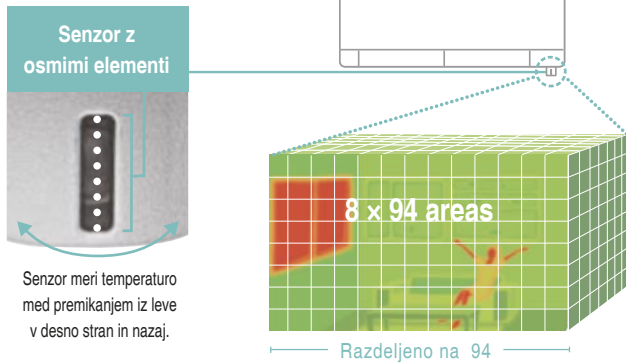 Senzor z
osmimi elementi
8 × 94 areas
Senzor meri temperaturo
med premikanjem iz leve
v desno stran in nazaj.
Razdeljeno na 94